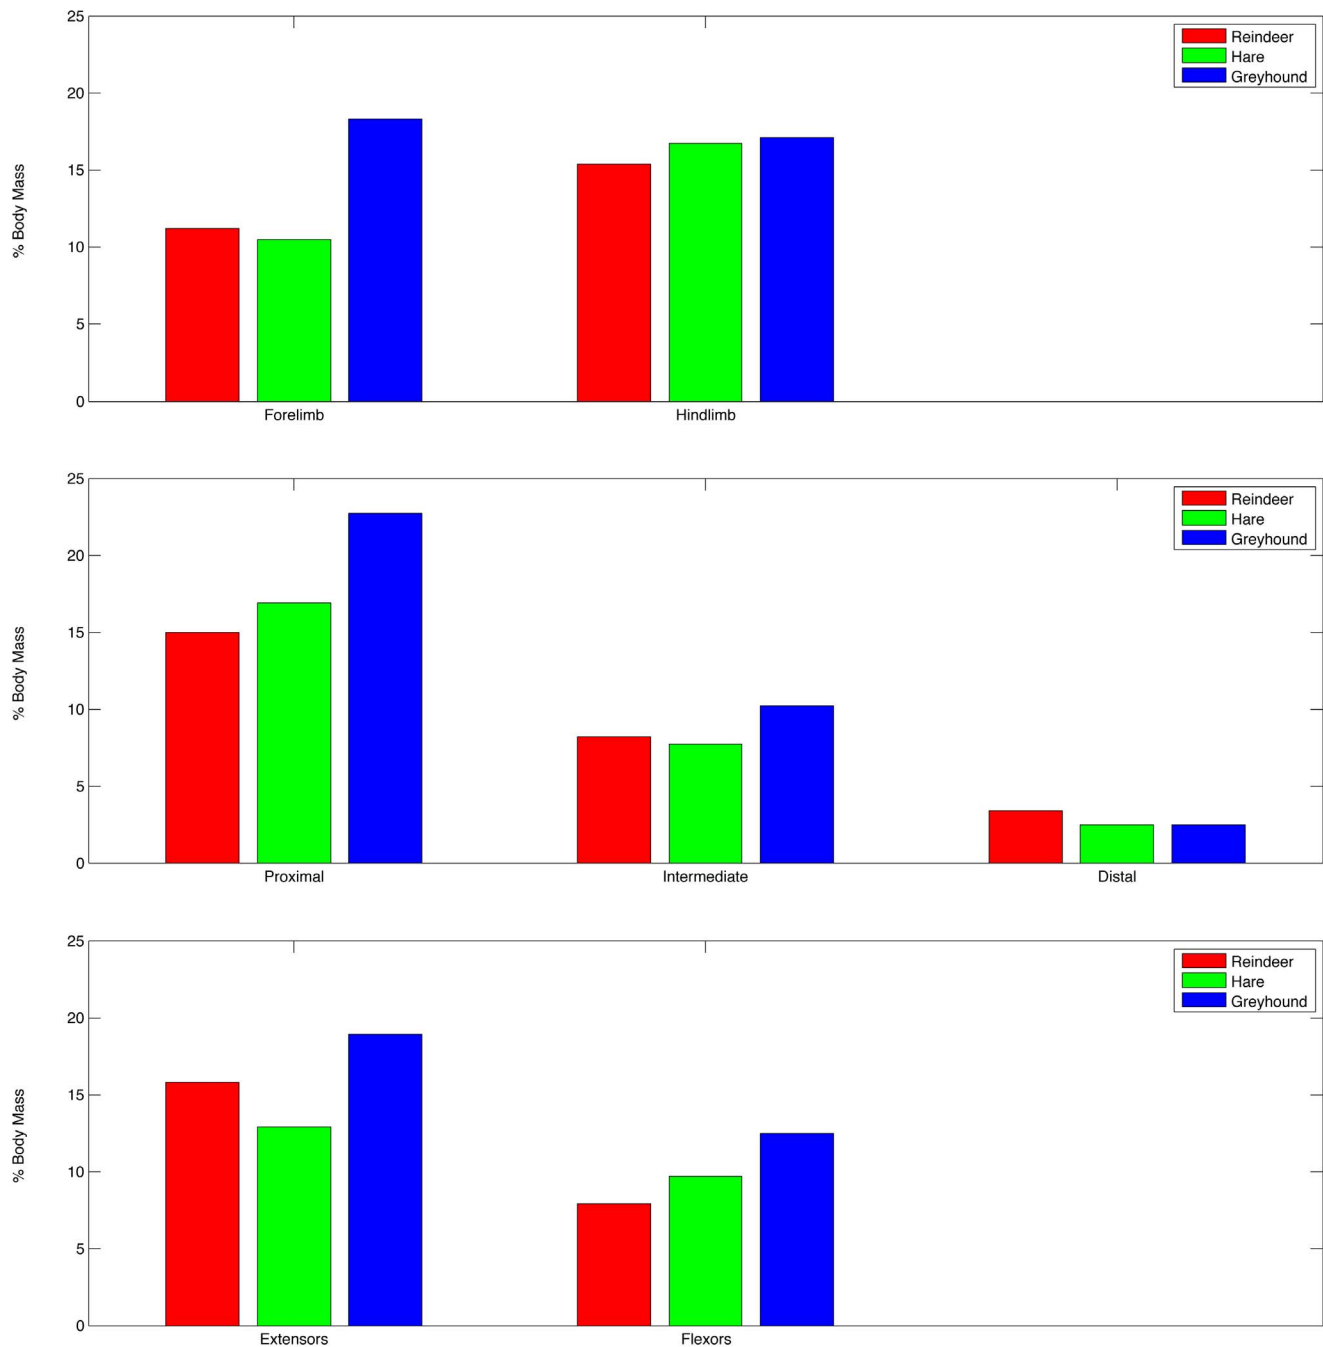 25
20
15
10
5
0
% Body Mass
Reindeer
Hare
Greyhound
Forelimb
Hindlimb
25
20
15
10
5
0
% Body Mass
Reindeer
Hare
Greyhound
Proximal
Intermediate
Distal
25
20
15
10
5
0
% Body Mass
Reindeer
Hare
Greyhound
Extensors
Flexors